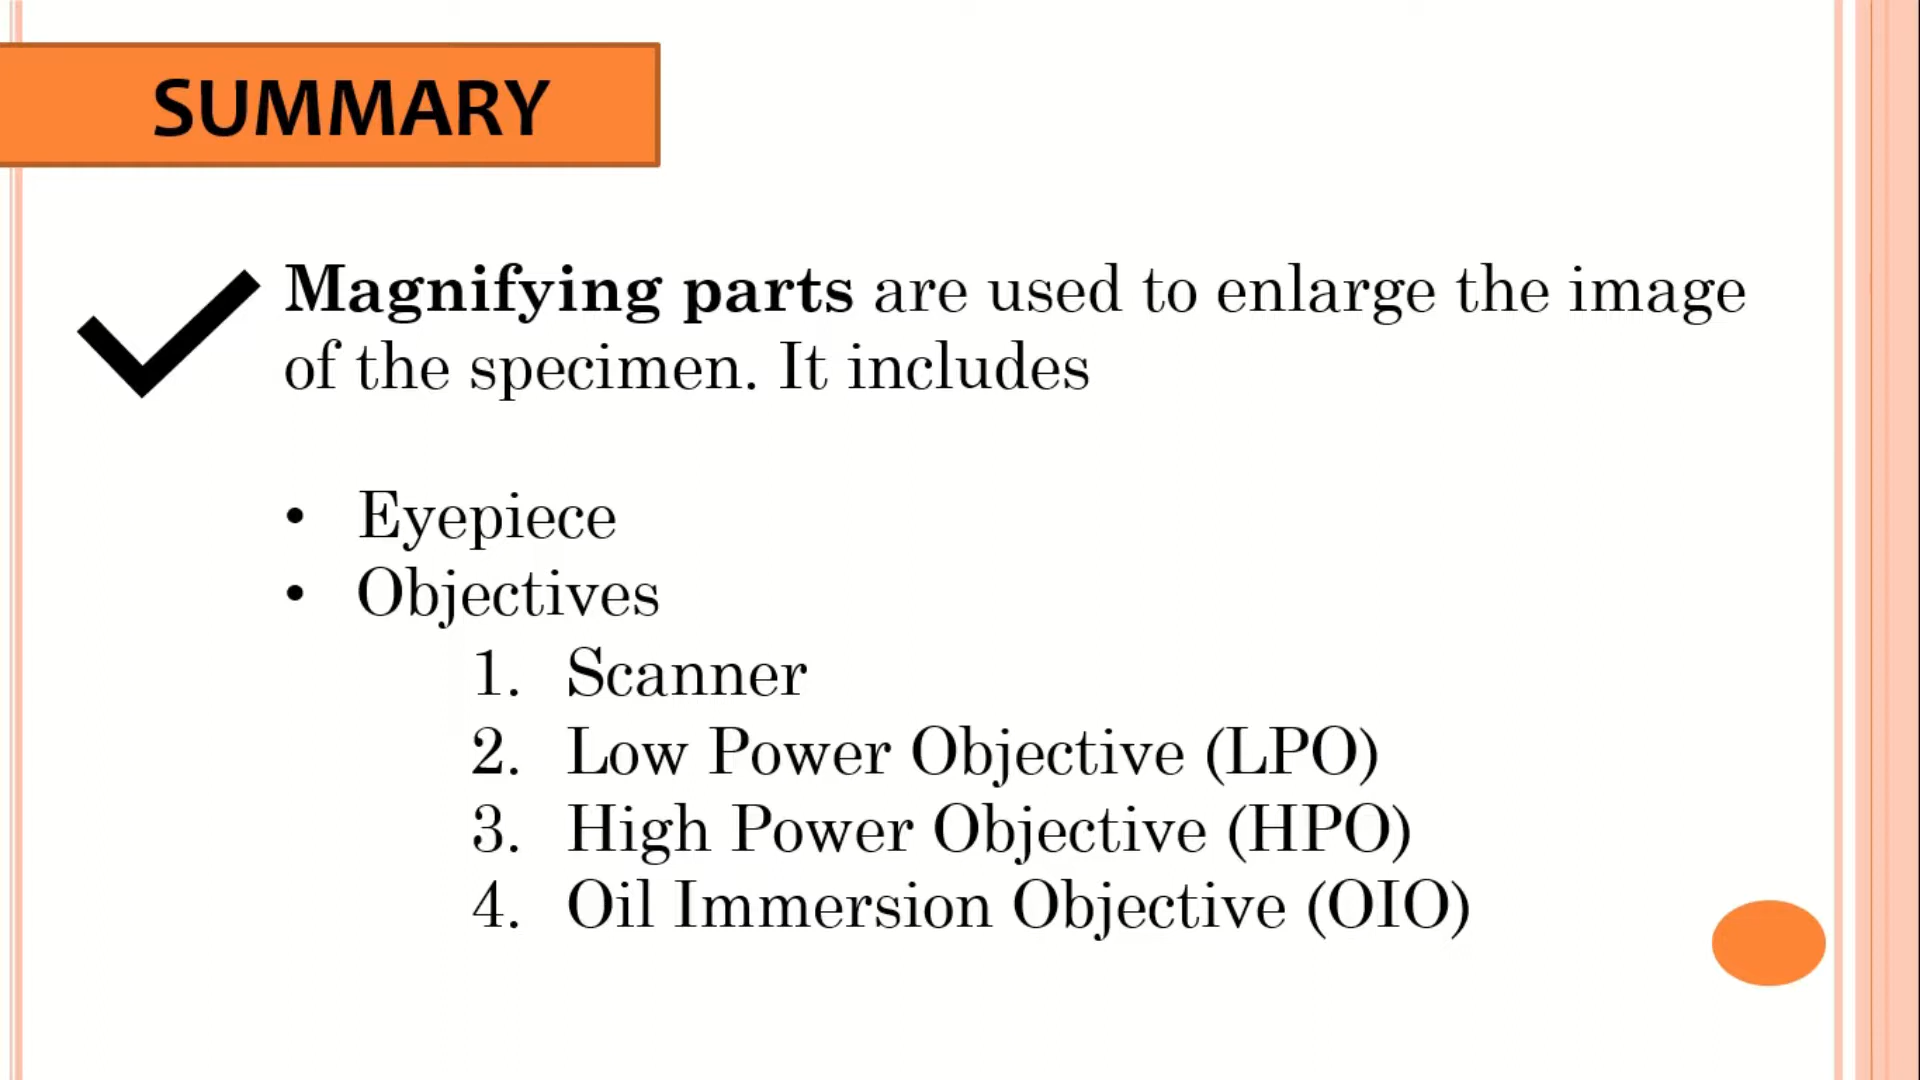 SUMMARY
Magnifying parts are used to enlarge the image
of the specimen. It includes
• Eyepiece
• Objectives
1. Scanner
2. Low Power Objective (LPO)
3. High Power Objective (HPO)
4. Oil Immersion Objective (OIO)